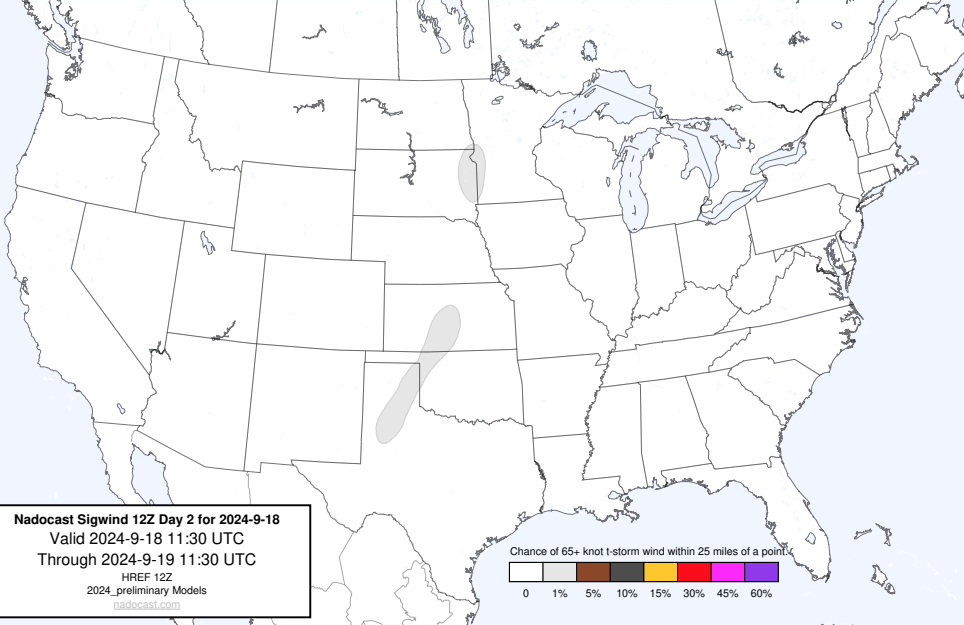 Nadocast Sigwind 12Z Day 2 for 2024-9-18
Valid 2024-9-18 11:30 UTC
Through 2024-9-19 11:30 UTC
HREF 12Z
2024_preliminary Models
nadocast.com
Chance of 65+ knot t-storm wind within 25 miles of a point.
0 1% 5% 10% 15% 30% 45% 60%